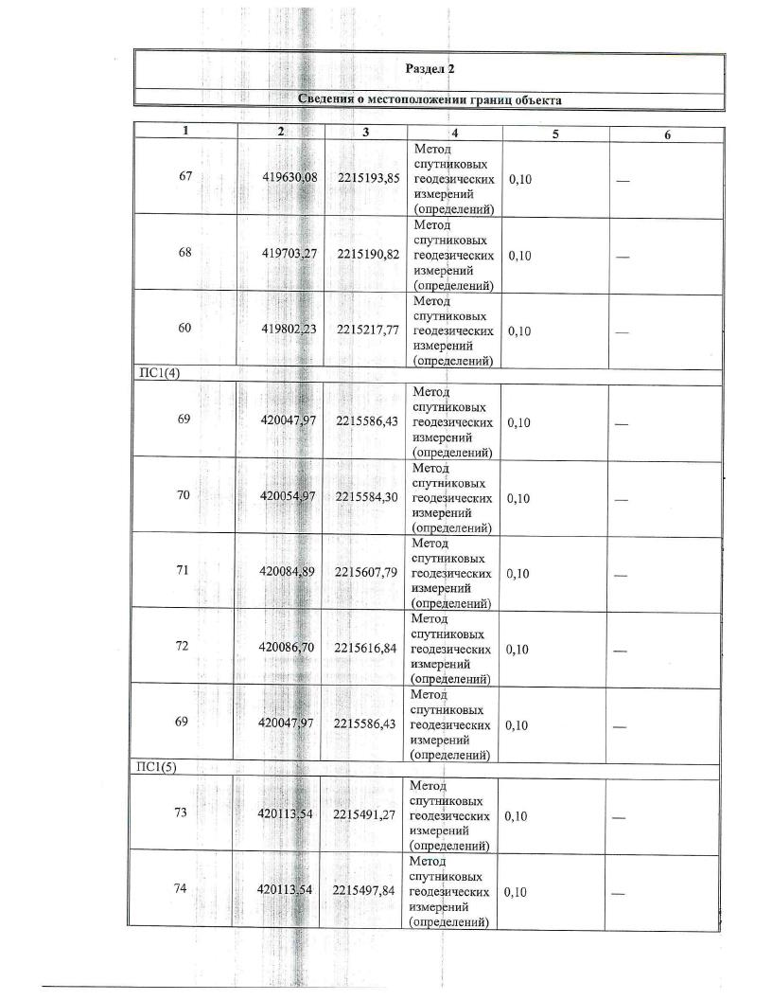 Раздел 2
Сведения о местоположении границ объекта
1 2 3 4 5 6
67 419630,08 2215193,85 Метод спутниковых геодезических измерений (определений) 0,10 —
68 419703,27 2215190,82 Метод спутниковых геодезических измерений (определений) 0,10 —
60 419802,23 2215217,77 Метод спутниковых геодезических измерений (определений) 0,10 —
ПС1(4)
69 420047,97 2215586,43 Метод спутниковых геодезических измерений (определений) 0,10 —
70 420054,97 2215584,30 Метод спутниковых геодезических измерений (определений) 0,10 —
71 420084,89 2215607,79 Метод спутниковых геодезических измерений (определений) 0,10 —
72 420086,70 2215616,84 Метод спутниковых геодезических измерений (определений) 0,10 —
69 420047,97 2215586,43 Метод спутниковых геодезических измерений (определений) 0,10 —
ПС1(5)
73 420113,54 2215491,27 Метод спутниковых геодезических измерений (определений) 0,10 —
74 420113,54 2215497,84 Метод спутниковых геодезических измерений (определений) 0,10 —